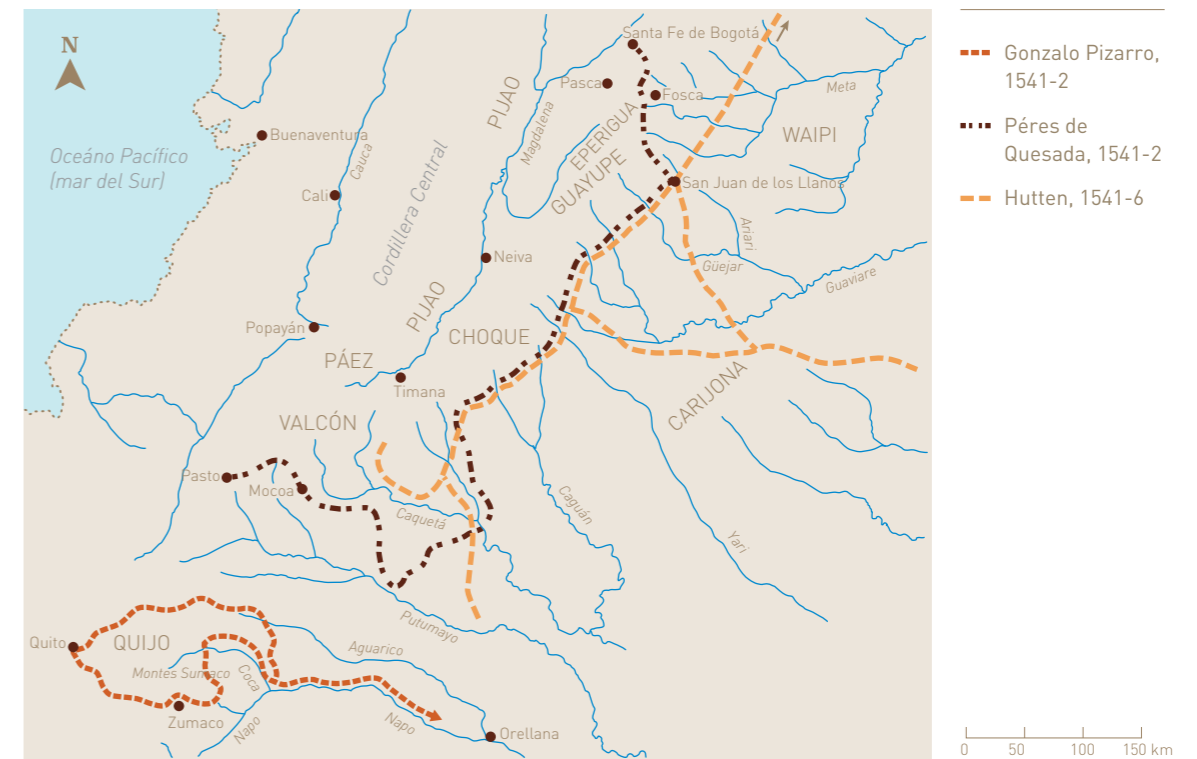 N
Santa Fe de Bogotá
Pasca
Fosca
Meta
WAIPI
PIJAO
Magdalena
EPERIGUA
GUAYUPE
Buenaventura
Océáno Pacífico
(mar del Sur)
Cauca
Cali
Cordillera Central
San Juan de los Llanos
Ariari
Güejar
Guaviare
Neiva
PIJAO
Popayán
CHOQUE
PÁEZ
Timana
CARIJONA
VALCÓN
Pasto
Mocoa
Caquetá
Caguán
Yari
Putumayo
Quito
QUIJO
Aguarico
Montes Sumaco
Coca
Zumaco
Napo
Napo
Orellana
Gonzalo Pizarro,
1541-2
Péres de
Quesada, 1541-2
Hutten, 1541-6
0 50 100 150 km